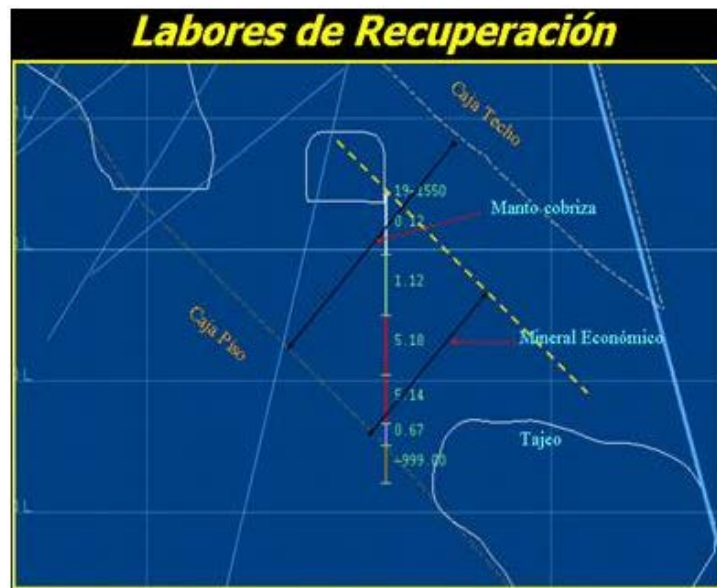 Labores de Recuperación
Caja Techo
19-1550
0.12
Manto cobriza
1.12
Caja Piso
5.18
Mineral Económico
5.14
0.67
Tajeo
-999.00